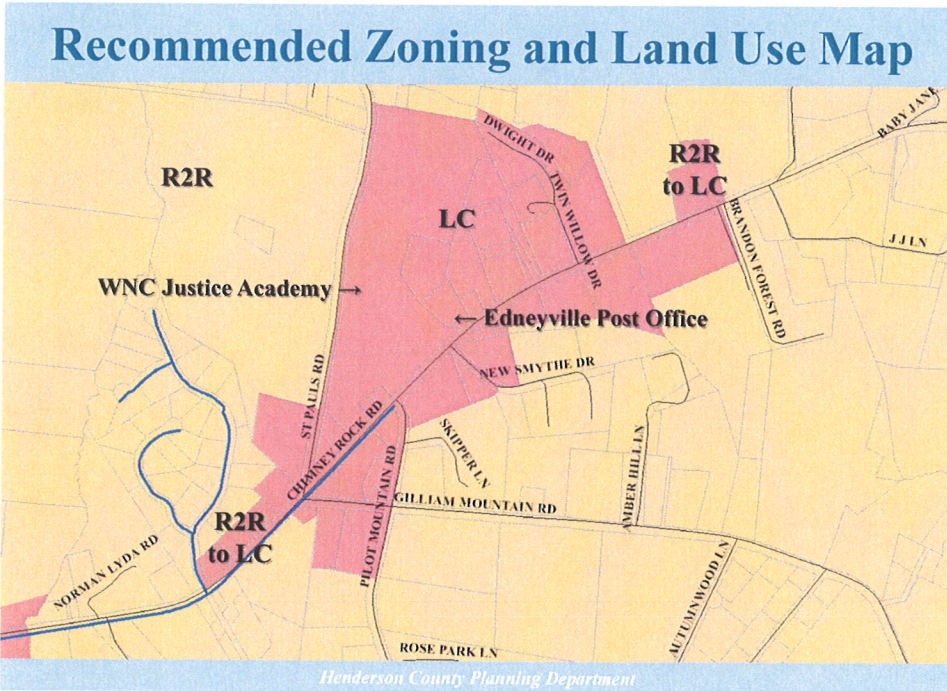 Recommended Zoning and Land Use Map
BABY JANE
DWIGHT DR
R2R
to LC
R2R
TWIN WILLOW DR
LC
BRANDON FOREST RD
J J LN
WNC Justice Academy →
← Edneyville Post Office
ST PAULS RD
NEW SMYTHE DR
CHIMNEY ROCK RD
SKIPPER LN
PILOT MOUNTAIN RD
AMBER HILL LN
GILLIAM MOUNTAIN RD
R2R
to LC
NORMAN LYDA RD
AUTUMNWOOD LN
ROSE PARK LN
Henderson County Planning Department